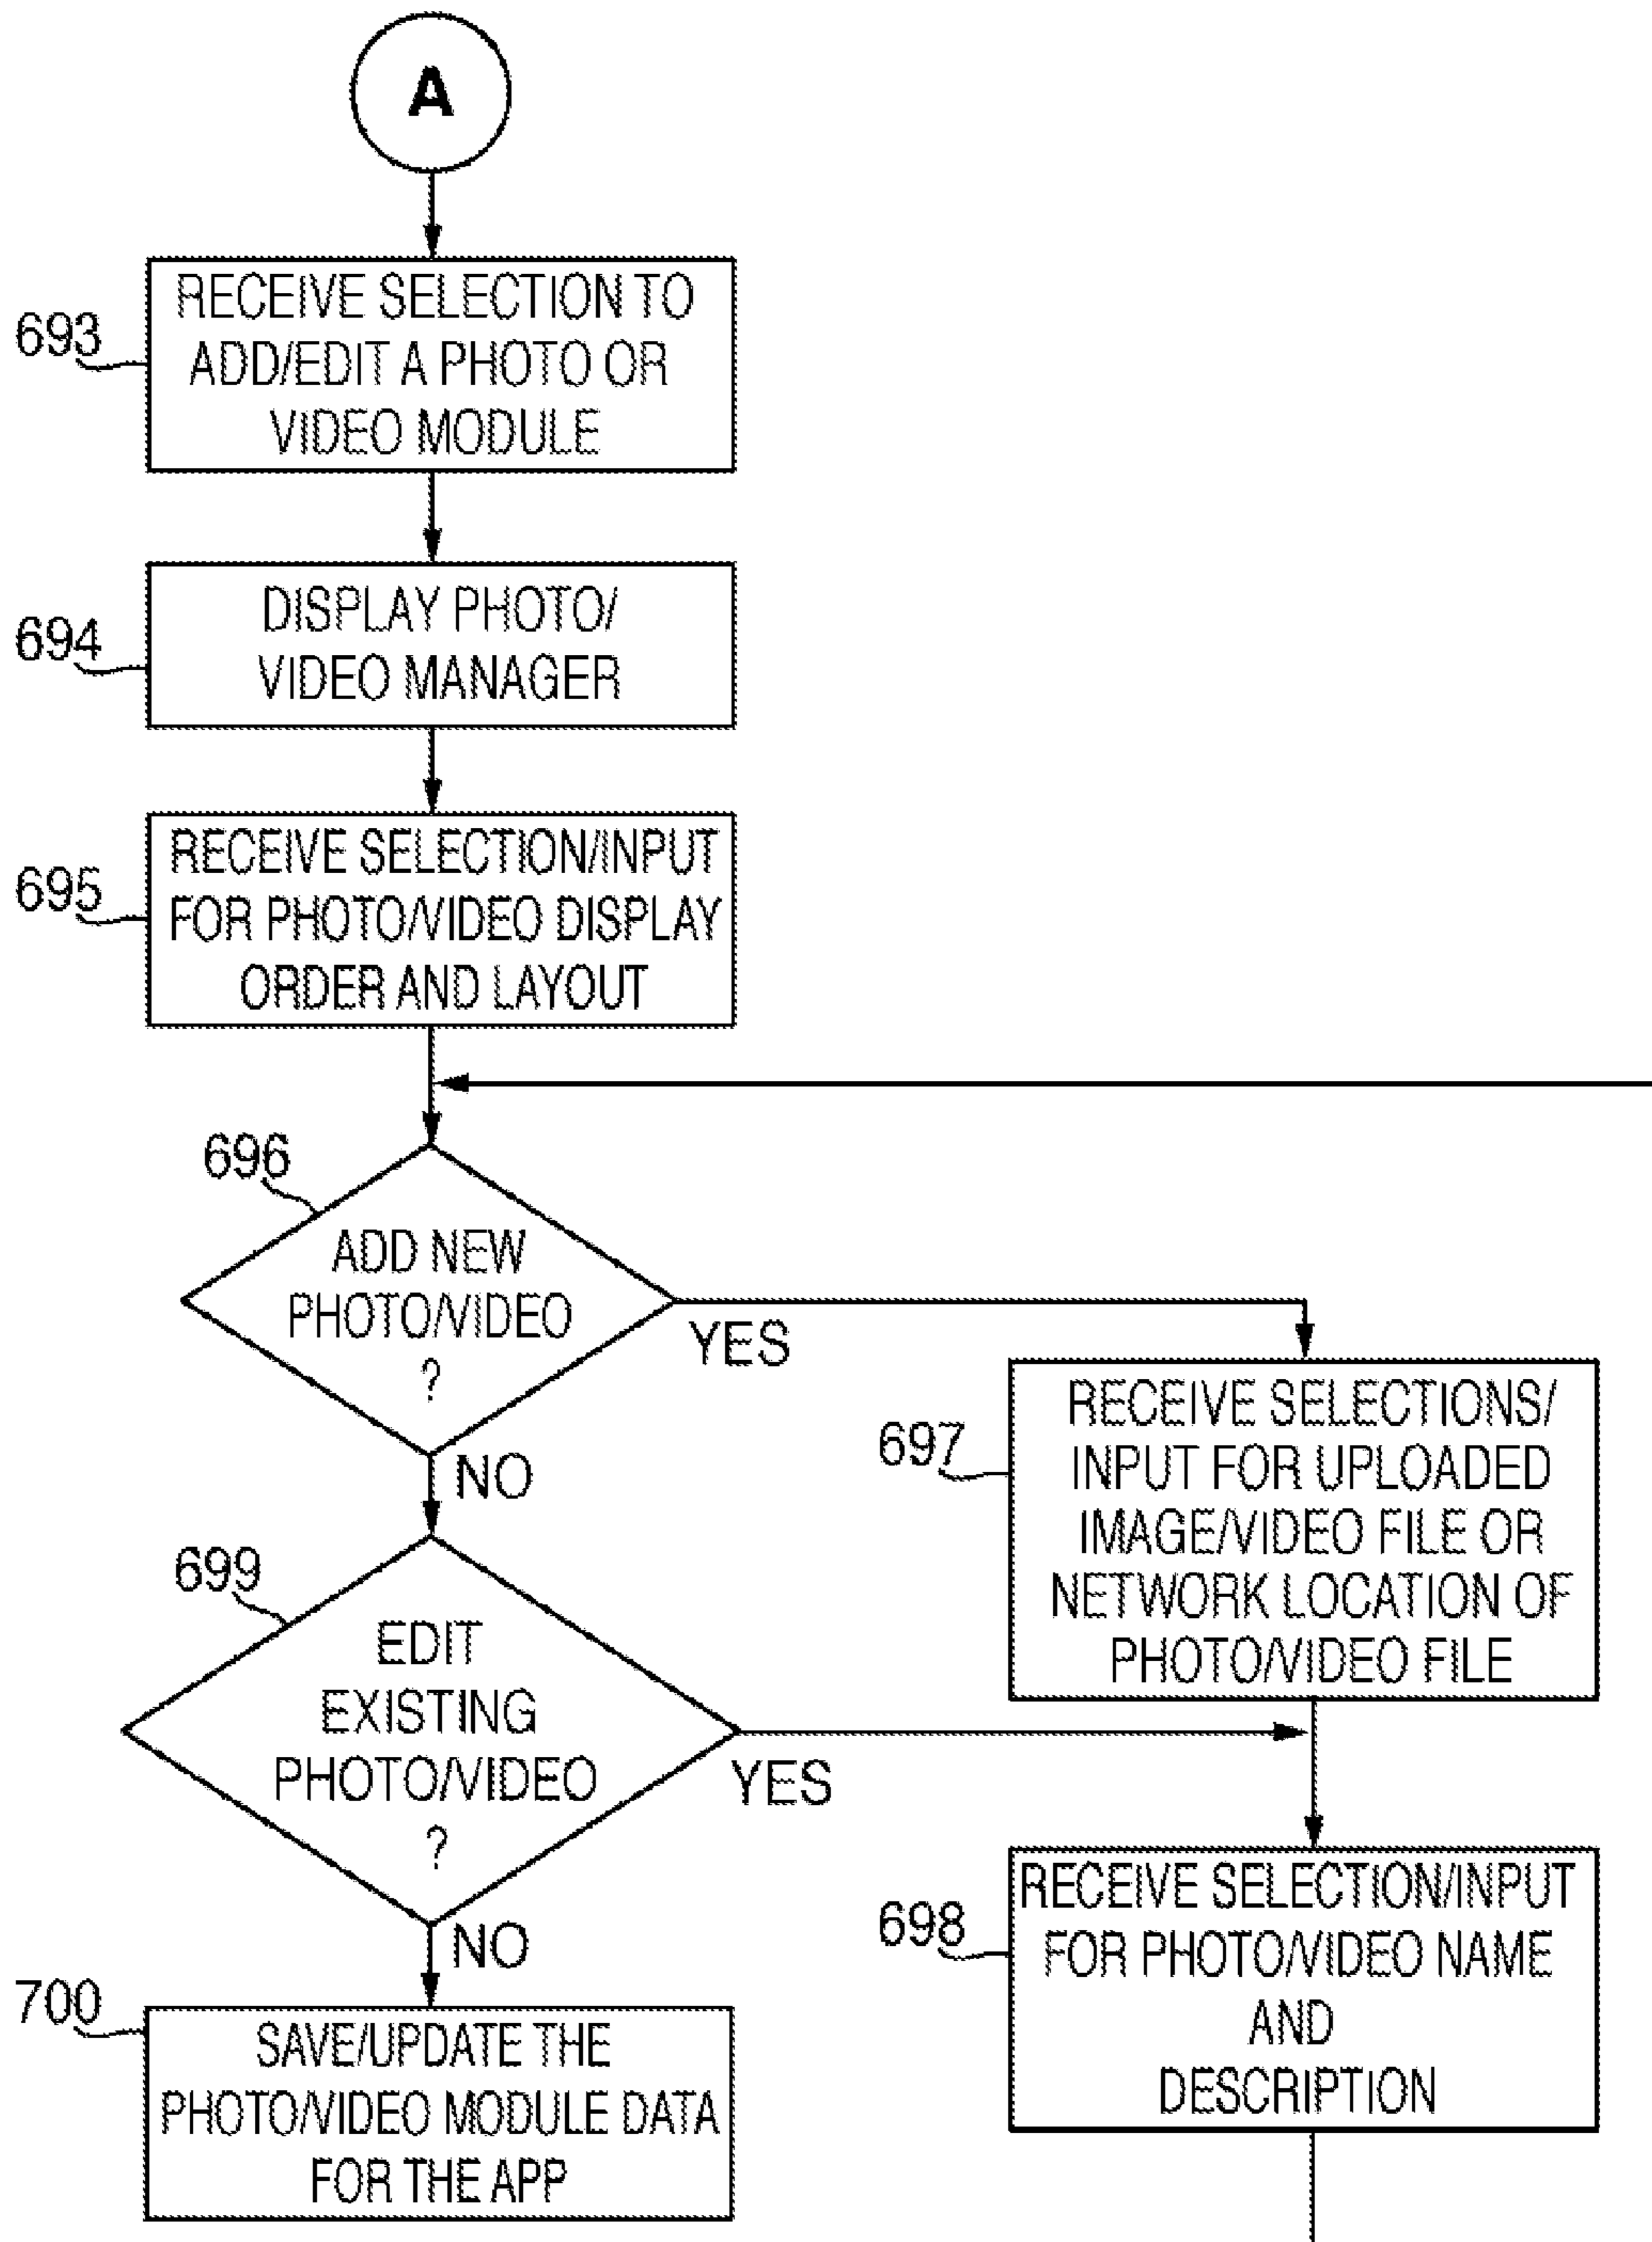 A
693
RECEIVE SELECTION TO
ADD/EDIT A PHOTO OR
VIDEO MODULE
694
DISPLAY PHOTO/
VIDEO MANAGER
695
RECEIVE SELECTION/INPUT
FOR PHOTO/VIDEO DISPLAY
ORDER AND LAYOUT
696
ADD NEW
PHOTO/VIDEO
?
YES
NO
697
RECEIVE SELECTIONS/
INPUT FOR UPLOADED
IMAGE/VIDEO FILE OR
NETWORK LOCATION OF
PHOTO/VIDEO FILE
699
EDIT
EXISTING
PHOTO/VIDEO
?
YES
NO
698
RECEIVE SELECTION/INPUT
FOR PHOTO/VIDEO NAME
AND
DESCRIPTION
700
SAVE/UPDATE THE
PHOTO/VIDEO MODULE DATA
FOR THE APP